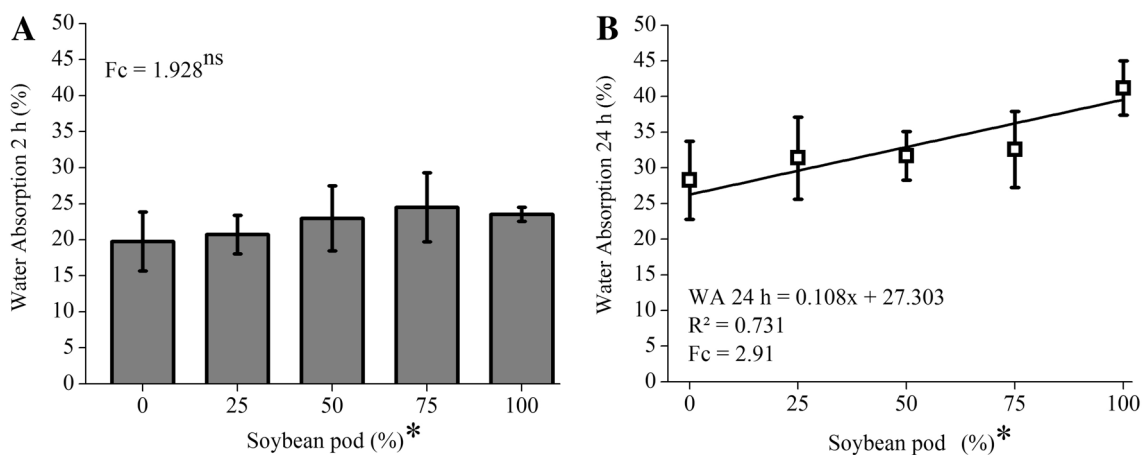 A
Fc = 1.928ns
Water Absorption 2 h (%)
50
45
40
35
30
25
20
15
10
5
0
0 25 50 75 100
Soybean pod (%)*
B
Water Absorption 24 h (%)
50
45
40
35
30
25
20
15
10
5
0
WA 24 h = 0.108x + 27.303
R² = 0.731
Fc = 2.91
0 25 50 75 100
Soybean pod (%)*